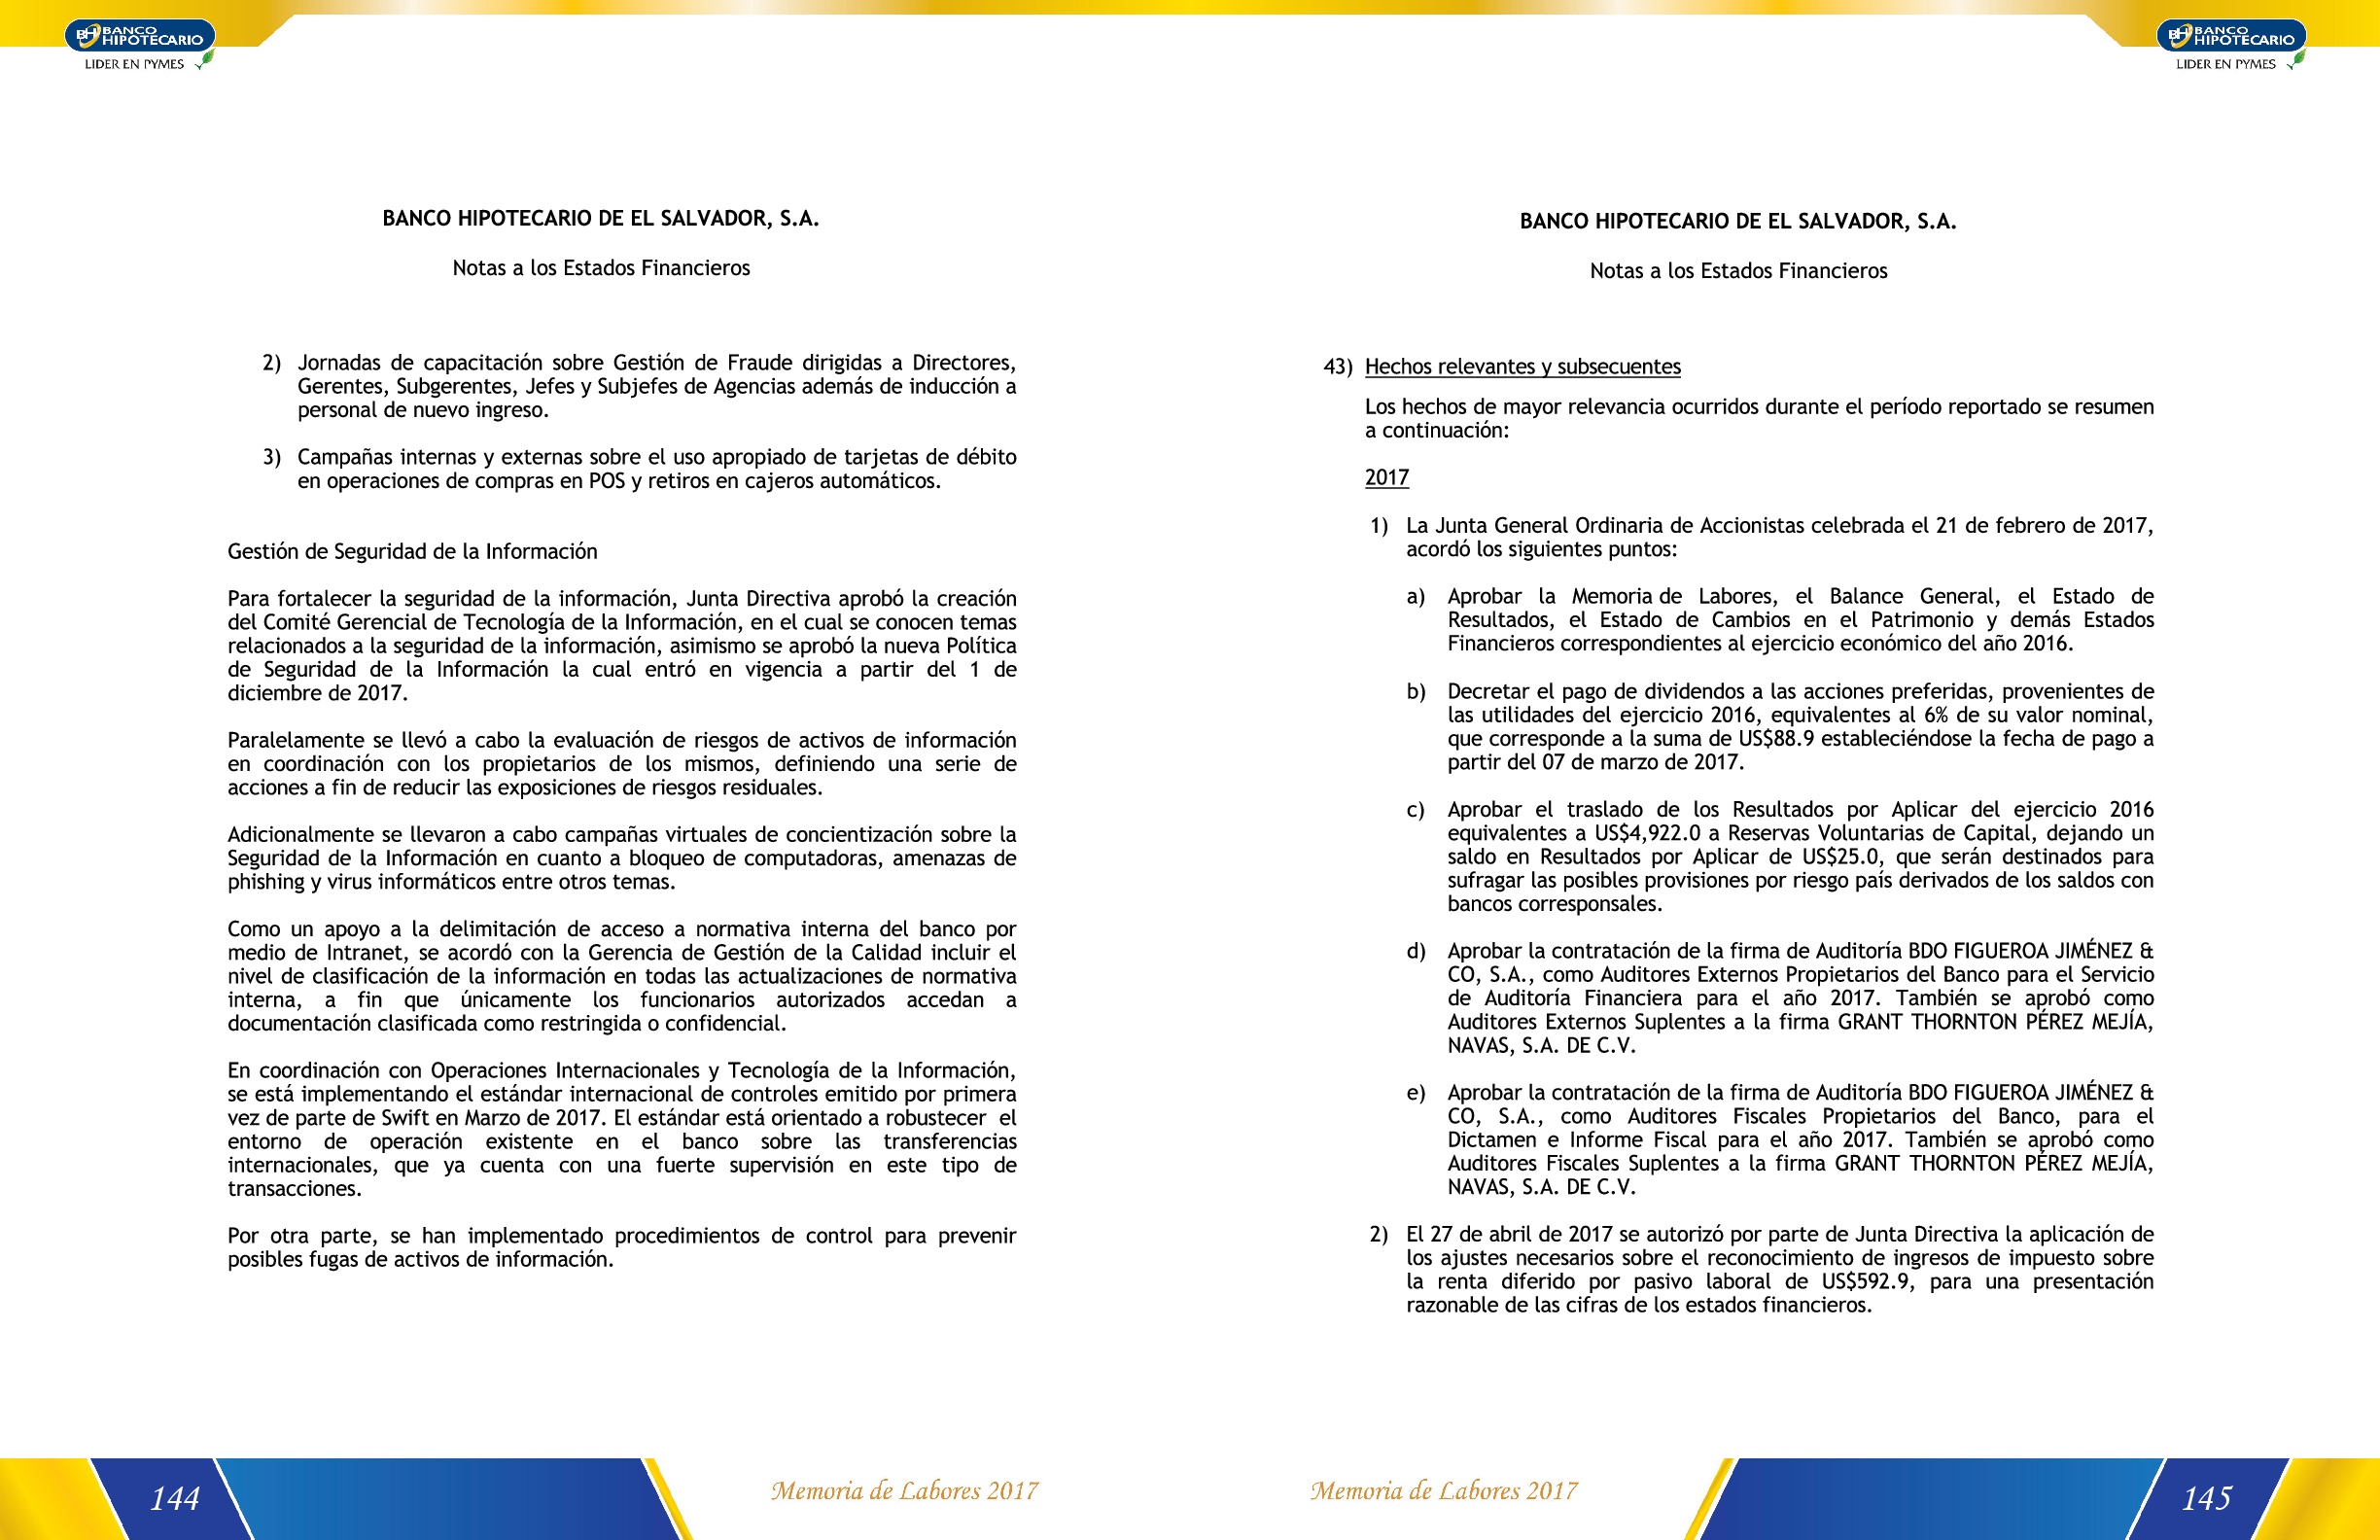 BANCO
HIPOTECARIO
LIDER EN PYMES
BANCO HIPOTECARIO DE EL SALVADOR, S.A.
Notas a los Estados Financieros
2) Jornadas de capacitación sobre Gestión de Fraude dirigidas a Directores,
Gerentes, Subgerentes, Jefes y Subjefes de Agencias además de inducción a
personal de nuevo ingreso.
3) Campañas internas y externas sobre el uso apropiado de tarjetas de débito
en operaciones de compras en POS y retiros en cajeros automáticos.
Gestión de Seguridad de la Información
Para fortalecer la seguridad de la información, Junta Directiva aprobó la creación
del Comité Gerencial de Tecnología de la Información, en el cual se conocen temas
relacionados a la seguridad de la información, asimismo se aprobó la nueva Política
de Seguridad de la Información la cual entró en vigencia a partir del 1 de
diciembre de 2017.
Paralelamente se llevó a cabo la evaluación de riesgos de activos de información
en coordinación con los propietarios de los mismos, definiendo una serie de
acciones a fin de reducir las exposiciones de riesgos residuales.
Adicionalmente se llevaron a cabo campañas virtuales de concientización sobre la
Seguridad de la Información en cuanto a bloqueo de computadoras, amenazas de
phishing y virus informáticos entre otros temas.
Como un apoyo a la delimitación de acceso a normativa interna del banco por
medio de Intranet, se acordó con la Gerencia de Gestión de la Calidad incluir el
nivel de clasificación de la información en todas las actualizaciones de normativa
interna, a fin que únicamente los funcionarios autorizados accedan a
documentación clasificada como restringida o confidencial.
En coordinación con Operaciones Internacionales y Tecnología de la Información,
se está implementando el estándar internacional de controles emitido por primera
vez de parte de Swift en Marzo de 2017. El estándar está orientado a robustecer el
entorno de operación existente en el banco sobre las transferencias
internacionales, que ya cuenta con una fuerte supervisión en este tipo de
transacciones.
Por otra parte, se han implementado procedimientos de control para prevenir
posibles fugas de activos de información.
144
Memoria de Labores 2017
BANCO
HIPOTECARIO
LIDER EN PYMES
BANCO HIPOTECARIO DE EL SALVADOR, S.A.
Notas a los Estados Financieros
43) Hechos relevantes y subsecuentes
Los hechos de mayor relevancia ocurridos durante el período reportado se resumen
a continuación:
2017
1) La Junta General Ordinaria de Accionistas celebrada el 21 de febrero de 2017,
acordó los siguientes puntos:
a) Aprobar la Memoria de Labores, el Balance General, el Estado de
Resultados, el Estado de Cambios en el Patrimonio y demás Estados
Financieros correspondientes al ejercicio económico del año 2016.
b) Decretar el pago de dividendos a las acciones preferidas, provenientes de
las utilidades del ejercicio 2016, equivalentes al 6% de su valor nominal,
que corresponde a la suma de US$88.9 estableciéndose la fecha de pago a
partir del 07 de marzo de 2017.
c) Aprobar el traslado de los Resultados por Aplicar del ejercicio 2016
equivalentes a US$4,922.0 a Reservas Voluntarias de Capital, dejando un
saldo en Resultados por Aplicar de US$25.0, que serán destinados para
sufragar las posibles provisiones por riesgo país derivados de los saldos con
bancos corresponsales.
d) Aprobar la contratación de la firma de Auditoría BDO FIGUEROA JIMÉNEZ &
CO, S.A., como Auditores Externos Propietarios del Banco para el Servicio
de Auditoría Financiera para el año 2017. También se aprobó como
Auditores Externos Suplentes a la firma GRANT THORNTON PÉREZ MEJÍA,
NAVAS, S.A. DE C.V.
e) Aprobar la contratación de la firma de Auditoría BDO FIGUEROA JIMÉNEZ &
CO, S.A., como Auditores Fiscales Propietarios del Banco, para el
Dictamen e Informe Fiscal para el año 2017. También se aprobó como
Auditores Fiscales Suplentes a la firma GRANT THORNTON PÉREZ MEJÍA,
NAVAS, S.A. DE C.V.
2) El 27 de abril de 2017 se autorizó por parte de Junta Directiva la aplicación de
los ajustes necesarios sobre el reconocimiento de ingresos de impuesto sobre
la renta diferido por pasivo laboral de US$592.9, para una presentación
razonable de las cifras de los estados financieros.
Memoria de Labores 2017
145